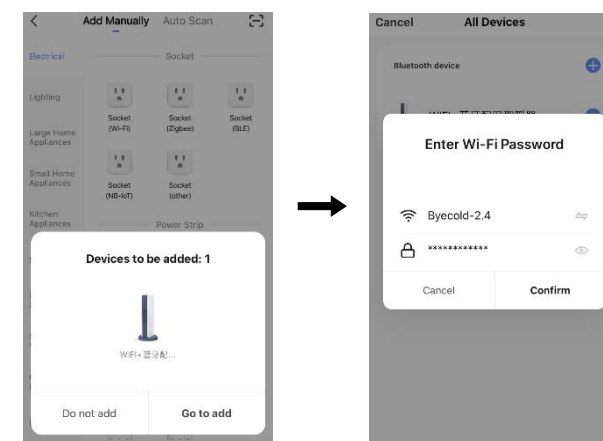 Add Manually Auto Scan
Electrical
Socket
Lighting
Large Home
Appliances
Small Home
Appliances
Kitchen
Appliances
Socket
(Wi-Fi)
Socket
(Zigbee)
Socket
(BLE)
Socket
(NB-IoT)
Socket
(other)
Power Strip
Devices to be added: 1
WIFI+蓝牙配...
Do not add
Go to add
Cancel
All Devices
Bluetooth device
Enter Wi-Fi Password
Byecold-2.4
************
Cancel
Confirm